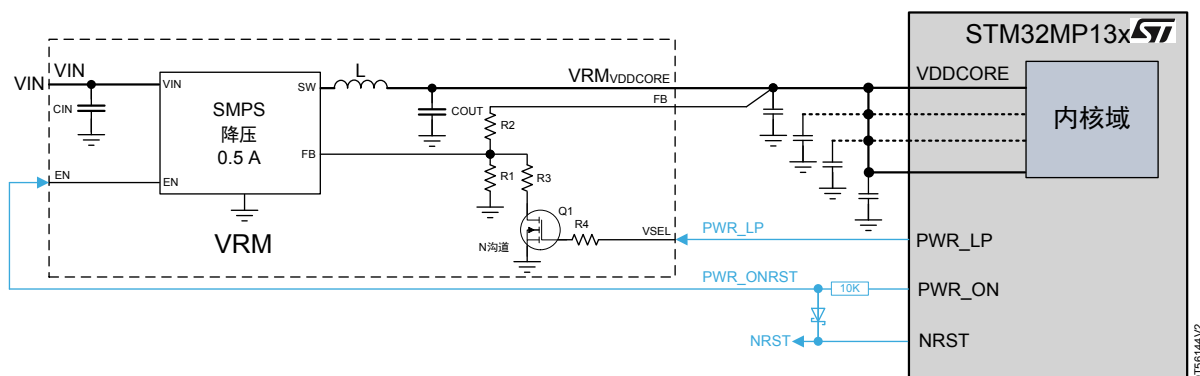 STM32MP13x
VIN
VIN
VIN
CIN
SMPS
降压
0.5 A
SW
FB
EN
EN
VRM
L
COUT
VRMVDDCORE
FB
R2
R1
R3
Q1
R4
N沟道
VSEL
VDDCORE
内核域
PWR_LP
PWR_LP
PWR_ONRST
10K
PWR_ON
NRST
NRST